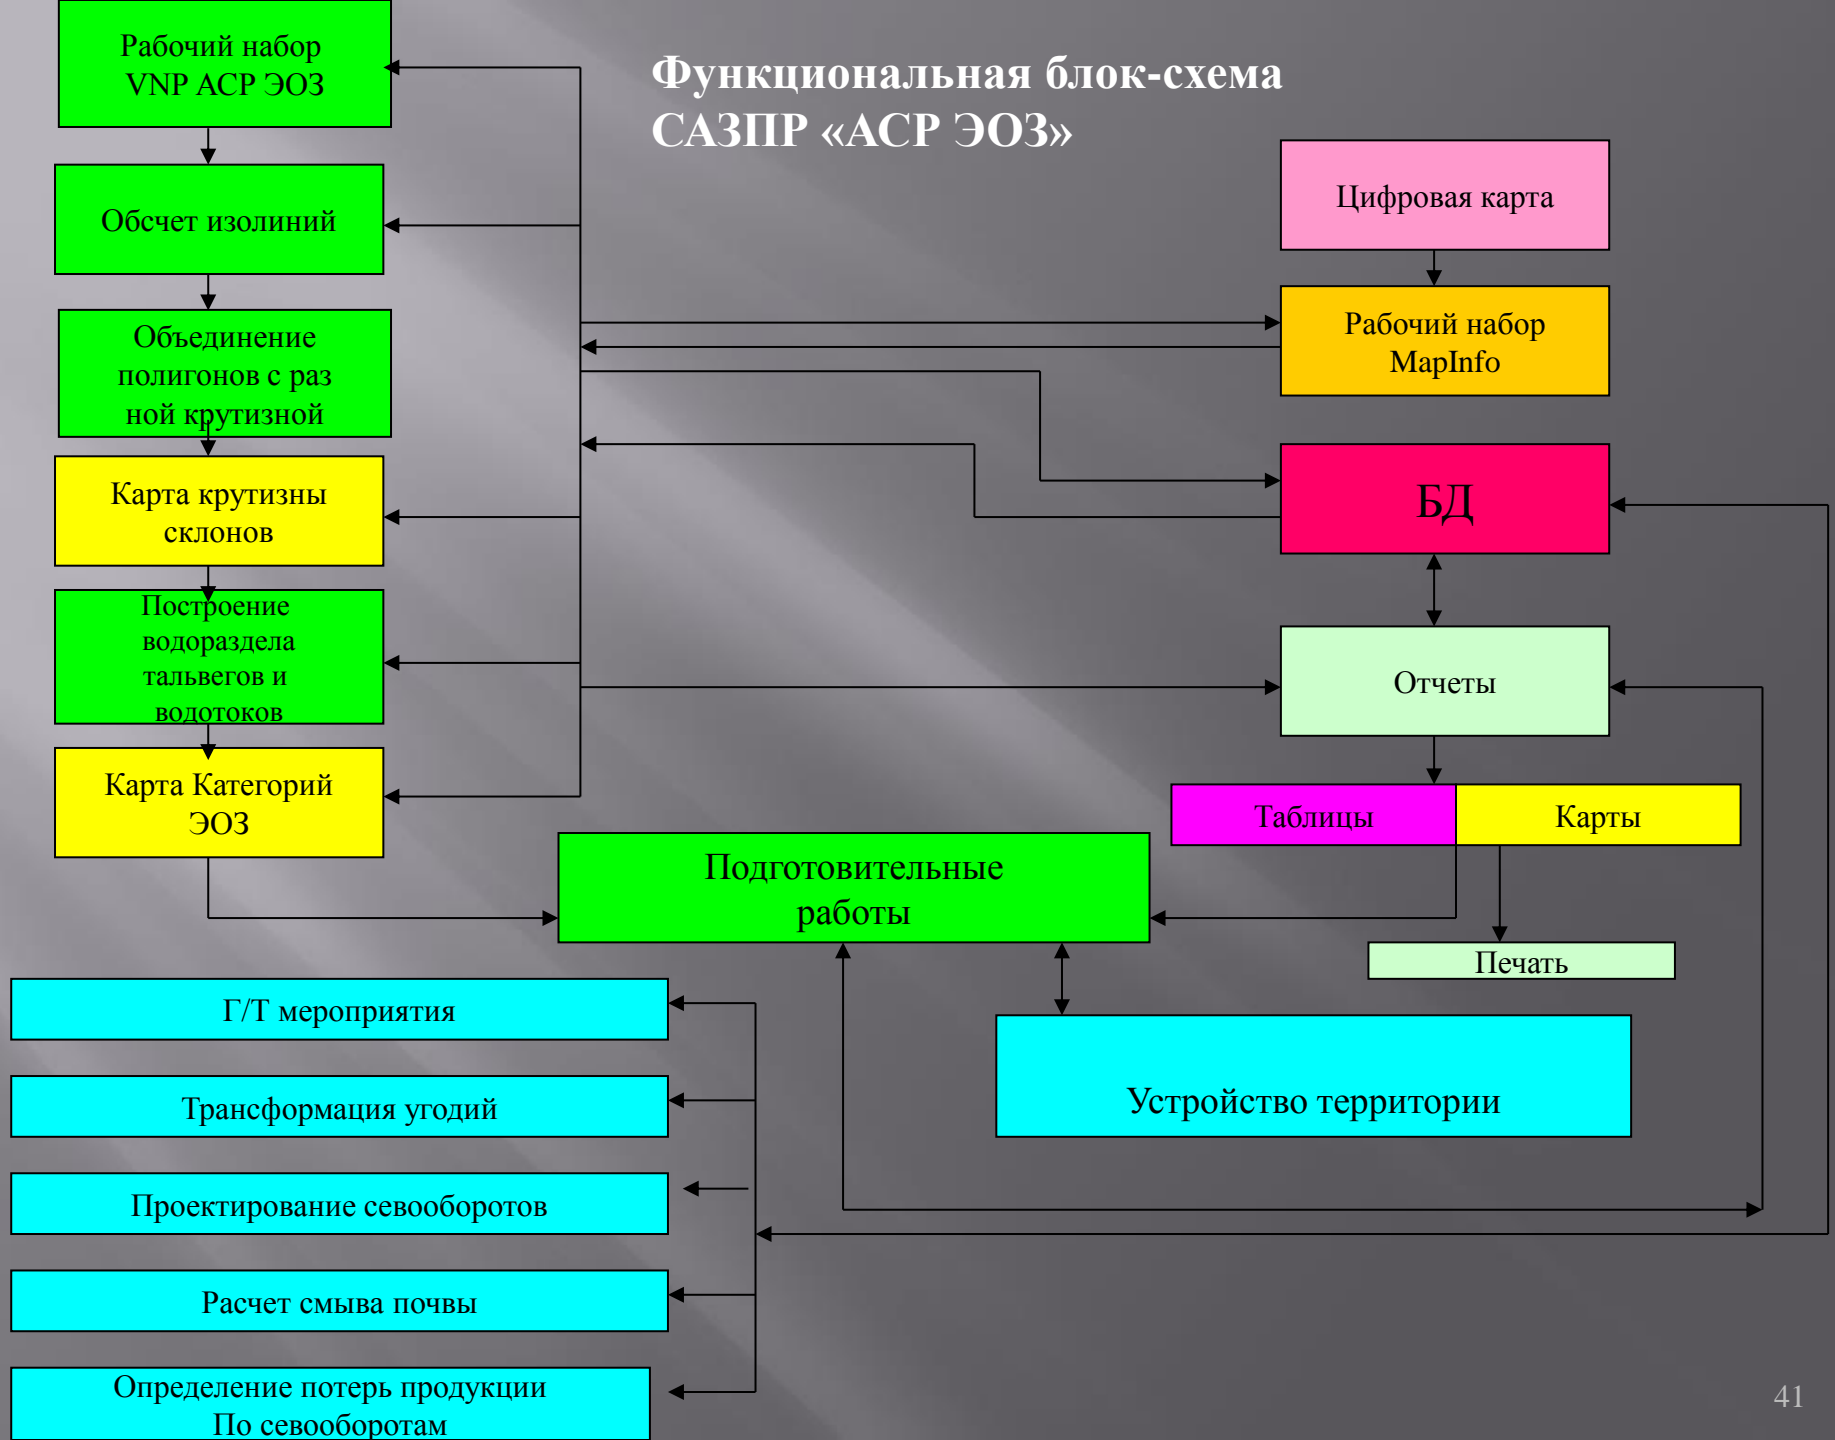 Функциональная блок-схема
САЗПР «АСР ЭОЗ»
Рабочий набор
VNP АСР ЭОЗ
Обсчет изолиний
Объединение
полигонов с раз
ной крутизной
Карта крутизны
склонов
Построение
водораздела
тальвегов и
водотоков
Карта Категорий
ЭОЗ
Цифровая карта
Рабочий набор
MapInfo
БД
Отчеты
Таблицы
Карты
Подготовительные
работы
Печать
Устройство территории
Г/Т мероприятия
Трансформация угодий
Проектирование севооборотов
Расчет смыва почвы
Определение потерь продукции
По севооборотам
41